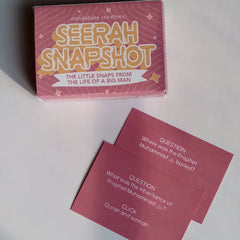 SEERAH
SNAPSHOT
THE LITTLE SNAPS FROM
THE LIFE OF A BIG MAN
QUESTION
Where was the Prophet
Muhammad ﷺ buried?
QUESTION
What was the inheritance of
Prophet Muhammad ﷺ?
CLICK
Quran and sunnah